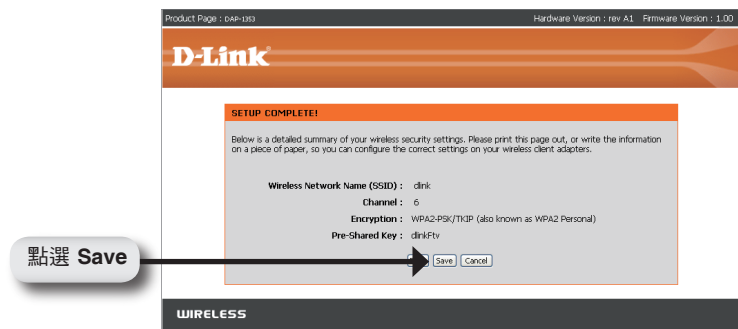 Product Page : DAP-1353 Hardware Version : rev A1 Firmware Version : 1.00
D-Link
SETUP COMPLETE!
Below is a detailed summary of your wireless security settings. Please print this page out, or write the information
on a piece of paper, so you can configure the correct settings on your wireless client adapters.
Wireless Network Name (SSID) : dlink
Channel : 6
Encryption : WPA2-PSK/TKIP (also known as WPA2 Personal)
Pre-Shared Key : dlinkFtv
點選 Save
Save Cancel
WIRELESS